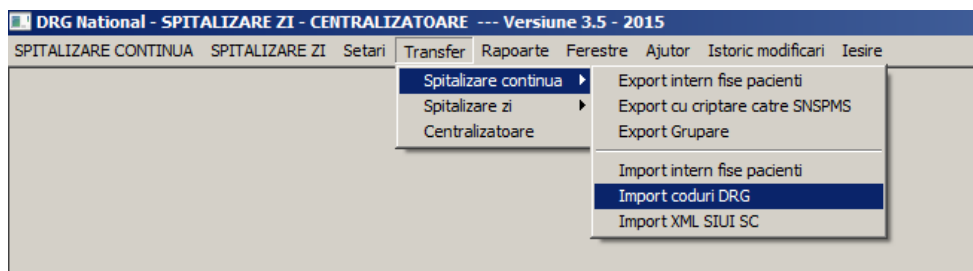 DRG National - SPITALIZARE ZI - CENTRALIZATOARE --- Versiune 3.5 - 2015
SPITALIZARE CONTINUA SPITALIZARE ZI Setari Transfer Rapoarte Ferestre Ajutor Istoric modificari Iesire
Spitalizare continua
Spitalizare zi
Centralizatoare
Export intern fise pacienti
Export cu criptare catre SNSPMS
Export Grupare
Import intern fise pacienti
Import coduri DRG
Import XML SIUI SC